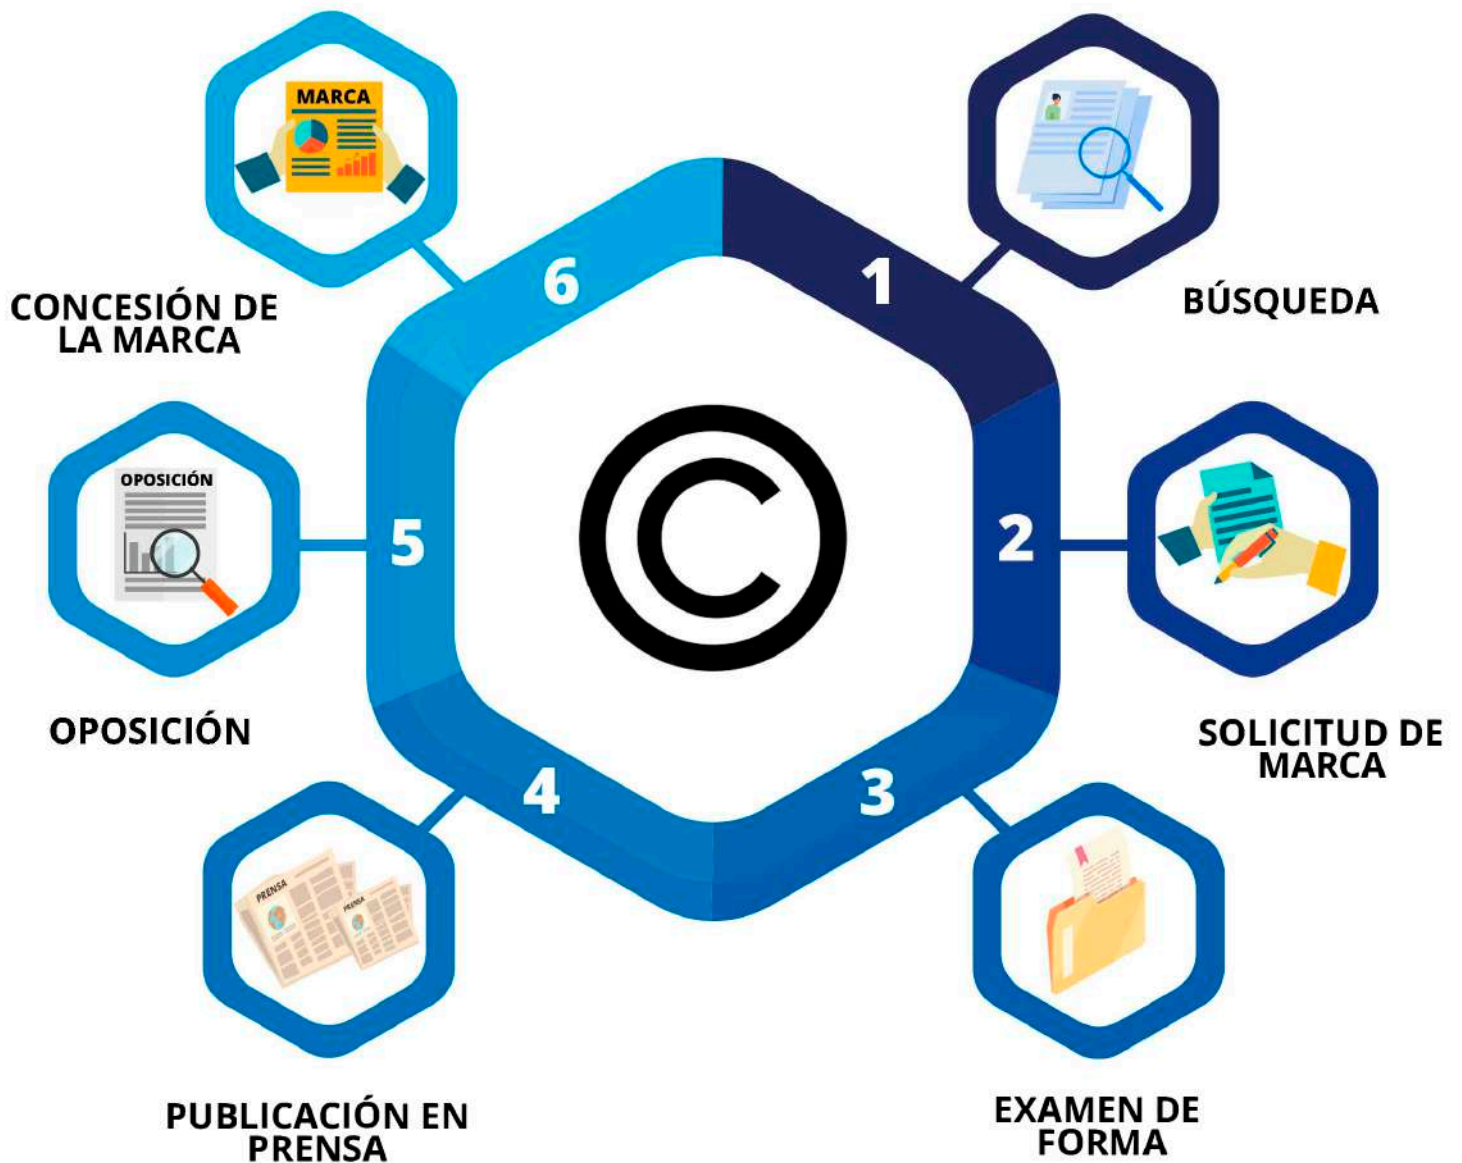 1
BÚSQUEDA
2
SOLICITUD DE
MARCA
3
EXAMEN DE
FORMA
4
PRENSA
PRENSA
PUBLICACIÓN EN
PRENSA
5
OPOSICIÓN
OPOSICIÓN
6
MARCA
CONCESIÓN DE
LA MARCA
©